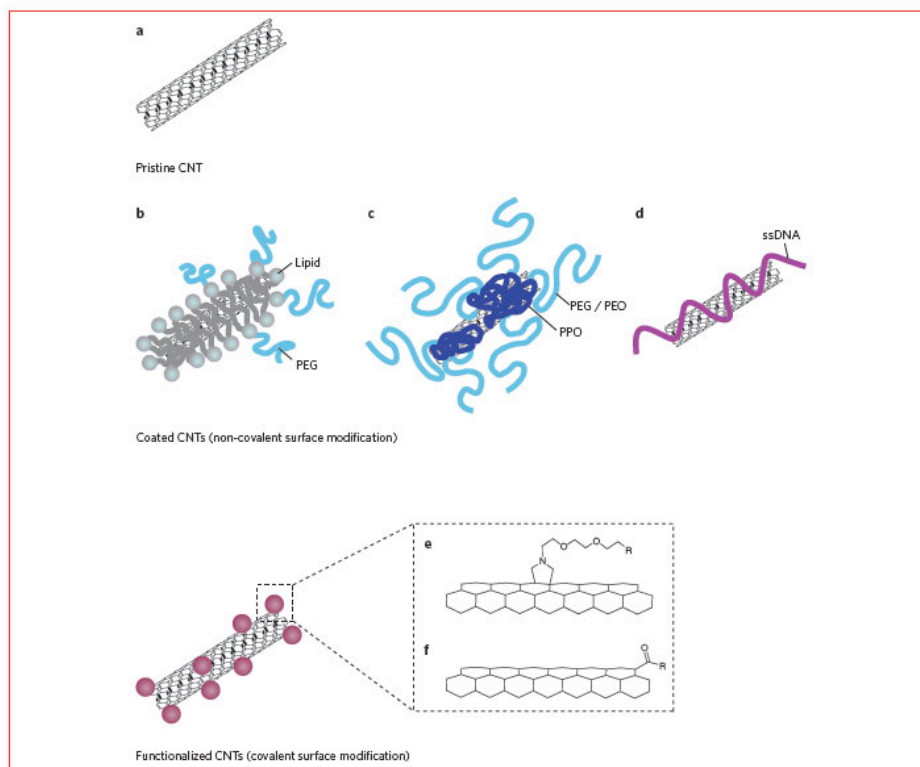 a
Pristine CNT
b
c
d
Lipid
PEG
PEG / PEO
PPO
ssDNA
Coated CNTs (non-covalent surface modification)
e
N
O
O
R
f
O
R
Functionalized CNTs (covalent surface modification)